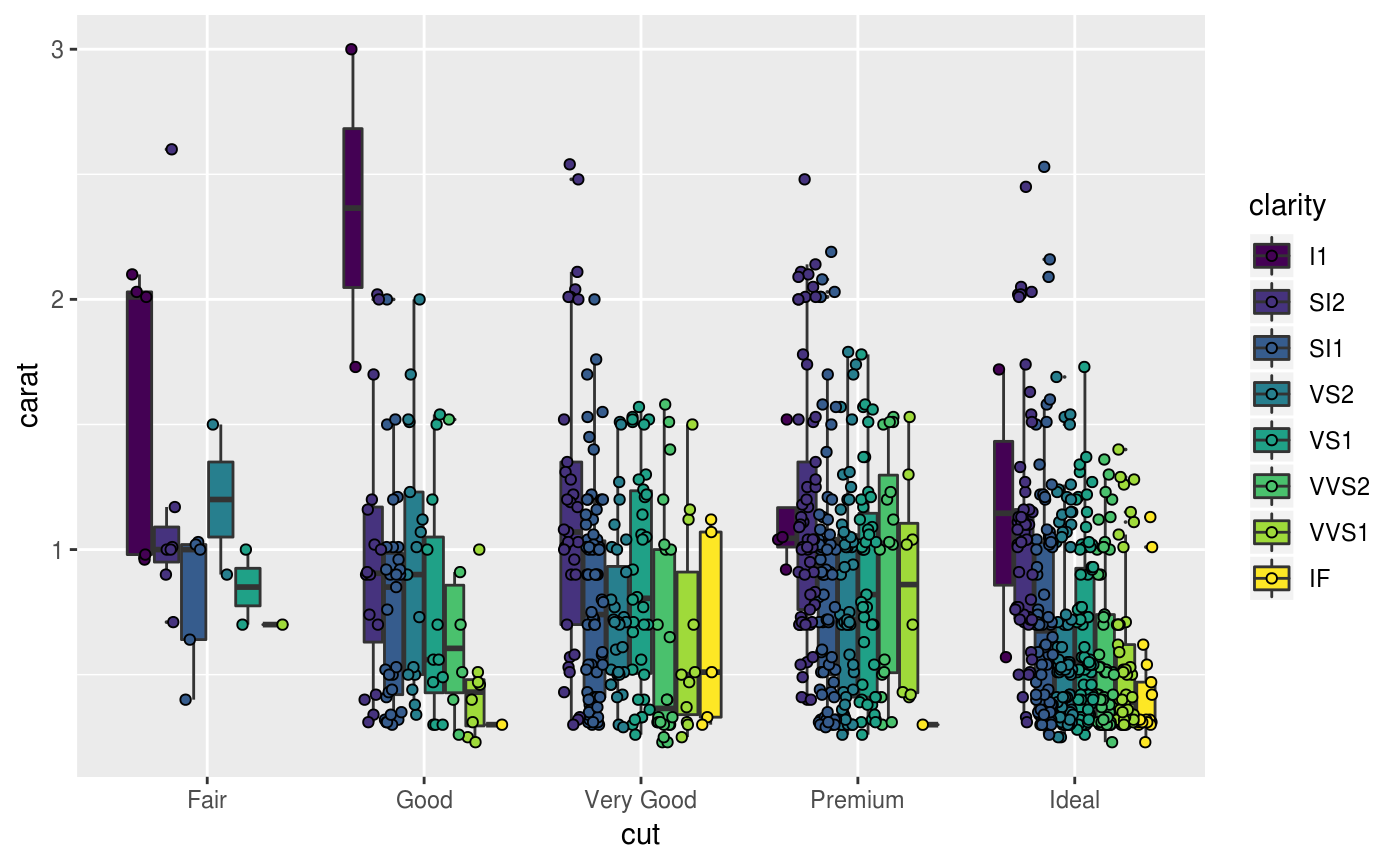 3
2
1
carat
Fair
Good
Very Good
Premium
Ideal
cut
clarity
I1
SI2
SI1
VS2
VS1
VVS2
VVS1
IF